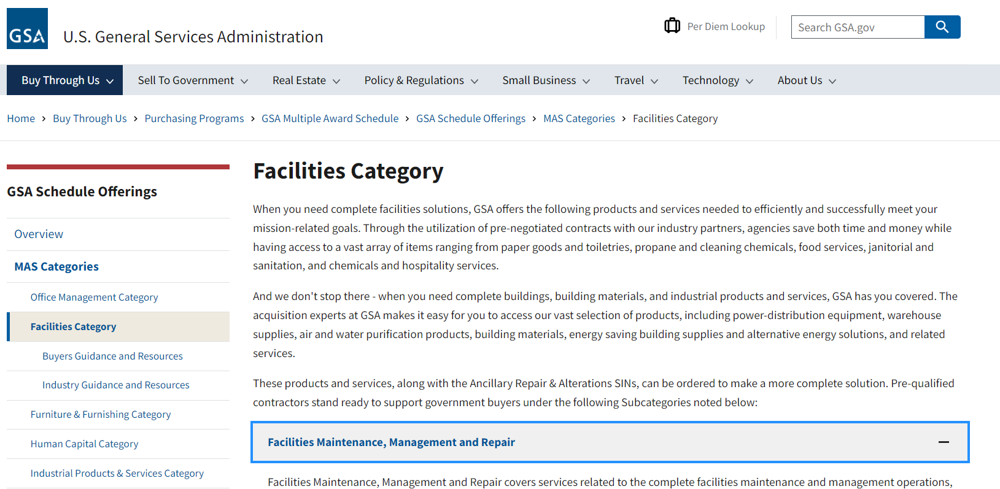 GSA
U.S. General Services Administration
Per Diem Lookup
Search GSA.gov
Buy Through Us
Sell To Government
Real Estate
Policy & Regulations
Small Business
Travel
Technology
About Us
Home > Buy Through Us > Purchasing Programs > GSA Multiple Award Schedule > GSA Schedule Offerings > MAS Categories > Facilities Category
GSA Schedule Offerings
Overview
MAS Categories
Office Management Category
Facilities Category
Buyers Guidance and Resources
Industry Guidance and Resources
Furniture & Furnishing Category
Human Capital Category
Industrial Products & Services Category
Facilities Category
When you need complete facilities solutions, GSA offers the following products and services needed to efficiently and successfully meet your
mission-related goals. Through the utilization of pre-negotiated contracts with our industry partners, agencies save both time and money while
having access to a vast array of items ranging from paper goods and toiletries, propane and cleaning chemicals, food services, janitorial and
sanitation, and chemicals and hospitality services.
And we don't stop there - when you need complete buildings, building materials, and industrial products and services, GSA has you covered. The
acquisition experts at GSA makes it easy for you to access our vast selection of products, including power-distribution equipment, warehouse
supplies, air and water purification products, building materials, energy saving building supplies and alternative energy solutions, and related
services.
These products and services, along with the Ancillary Repair & Alterations SINs, can be ordered to make a more complete solution. Pre-qualified
contractors stand ready to support government buyers under the following Subcategories noted below:
Facilities Maintenance, Management and Repair
Facilities Maintenance, Management and Repair covers services related to the complete facilities maintenance and management operations,